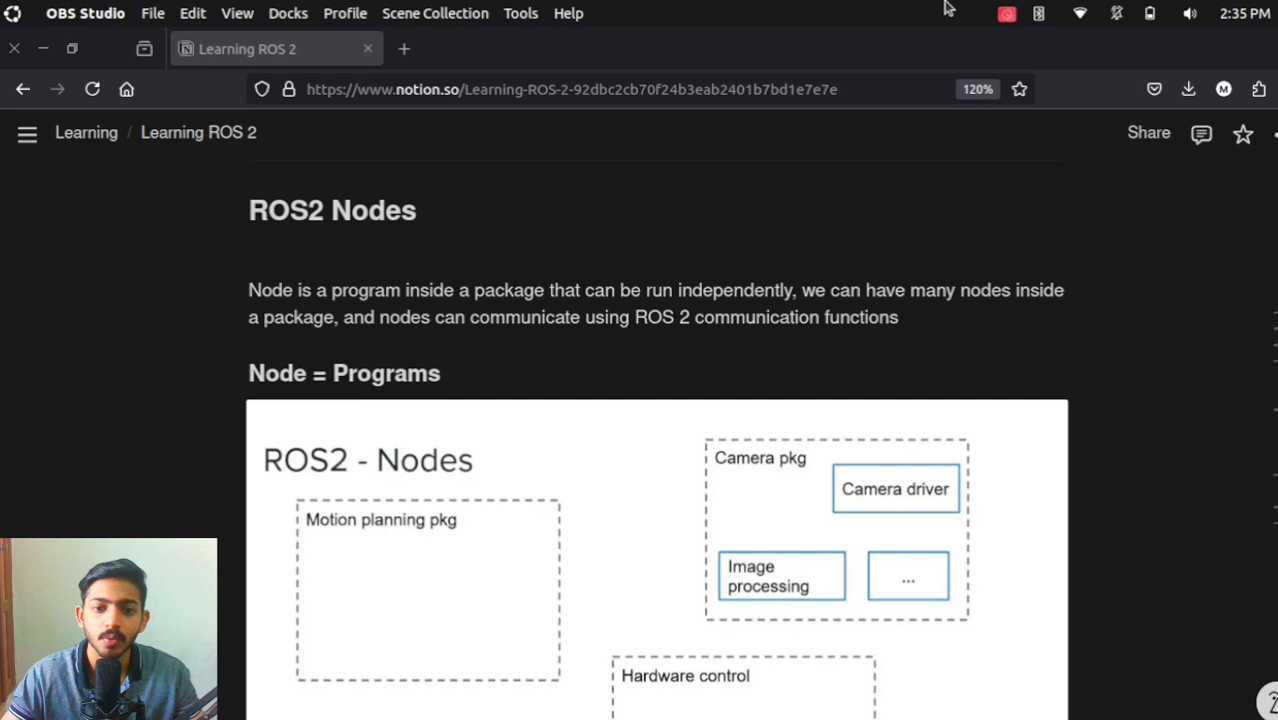 OBS Studio File Edit View Docks Profile Scene Collection Tools Help 2:35 PM
Learning ROS 2
https://www.notion.so/Learning-ROS-2-92dbc2cb70f24b3eab2401b7bd1e7e7e 120% M
Learning / Learning ROS 2 Share
ROS2 Nodes
Node is a program inside a package that can be run independently, we can have many nodes inside
a package, and nodes can communicate using ROS 2 communication functions
Node = Programs
ROS2 - Nodes
Camera pkg
Camera driver
Motion planning pkg
Image
processing
...
Hardware control